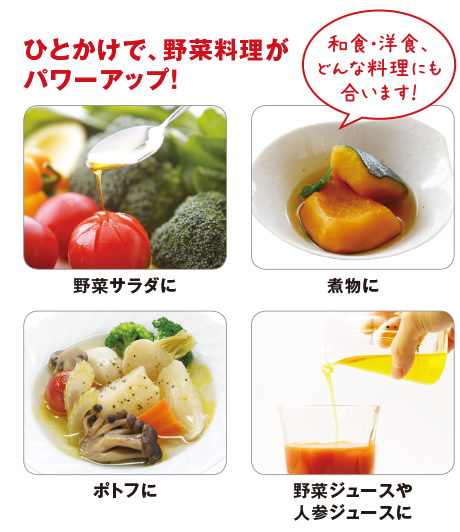 ひとかけで、野菜料理が
パワーアップ!
和食・洋食、
どんな料理にも
合います!
野菜サラダに
煮物に
ポトフに
野菜ジュースや
人参ジュースに